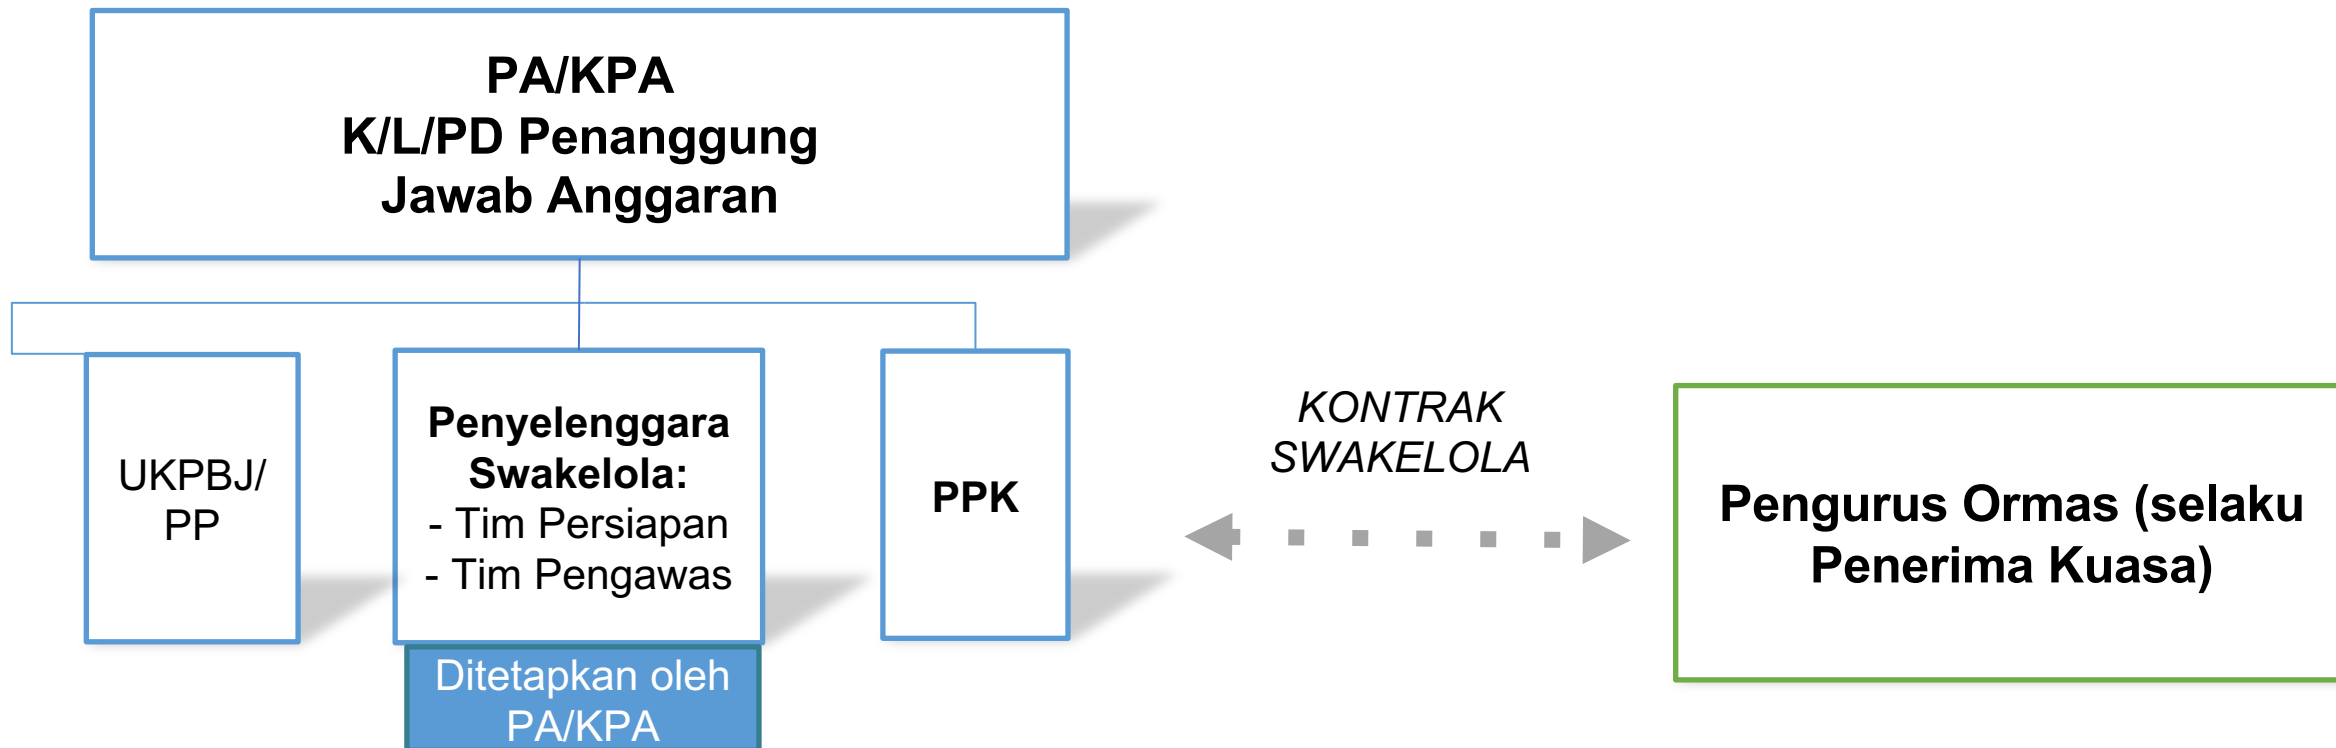 PA/KPA
K/L/PD Penanggung
Jawab Anggaran
UKPBJ/
PP
Penyelenggara
Swakelola:
- Tim Persiapan
- Tim Pengawas
Ditetapkan oleh
PA/KPA
PPK
KONTRAK
SWAKELOLA
Pengurus Ormas (selaku
Penerima Kuasa)